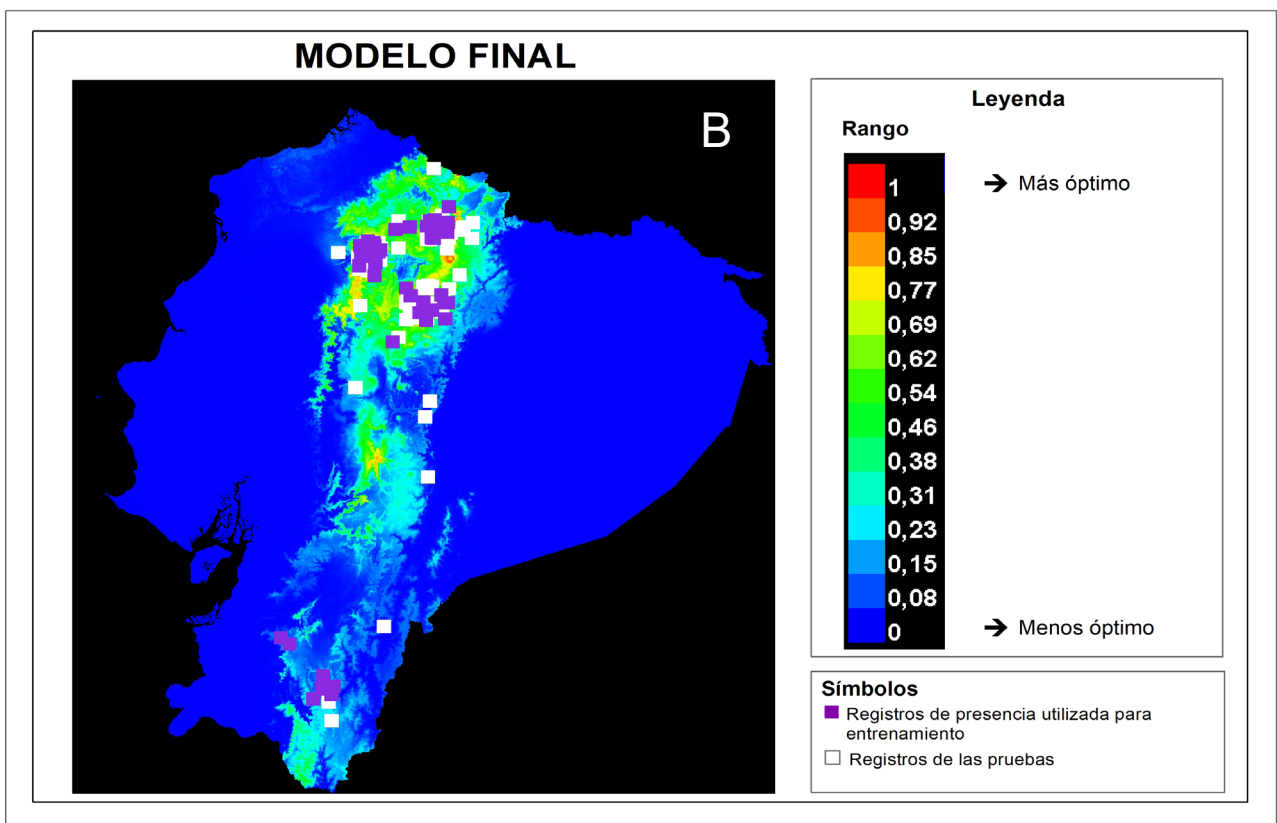 MODELO FINAL
B
Leyenda
Rango
1
0,92
0,85
0,77
0,69
0,62
0,54
0,46
0,38
0,31
0,23
0,15
0,08
0
➔ Más óptimo
➔ Menos óptimo
Símbolos
Registros de presencia utilizada para
entrenamiento
Registros de las pruebas